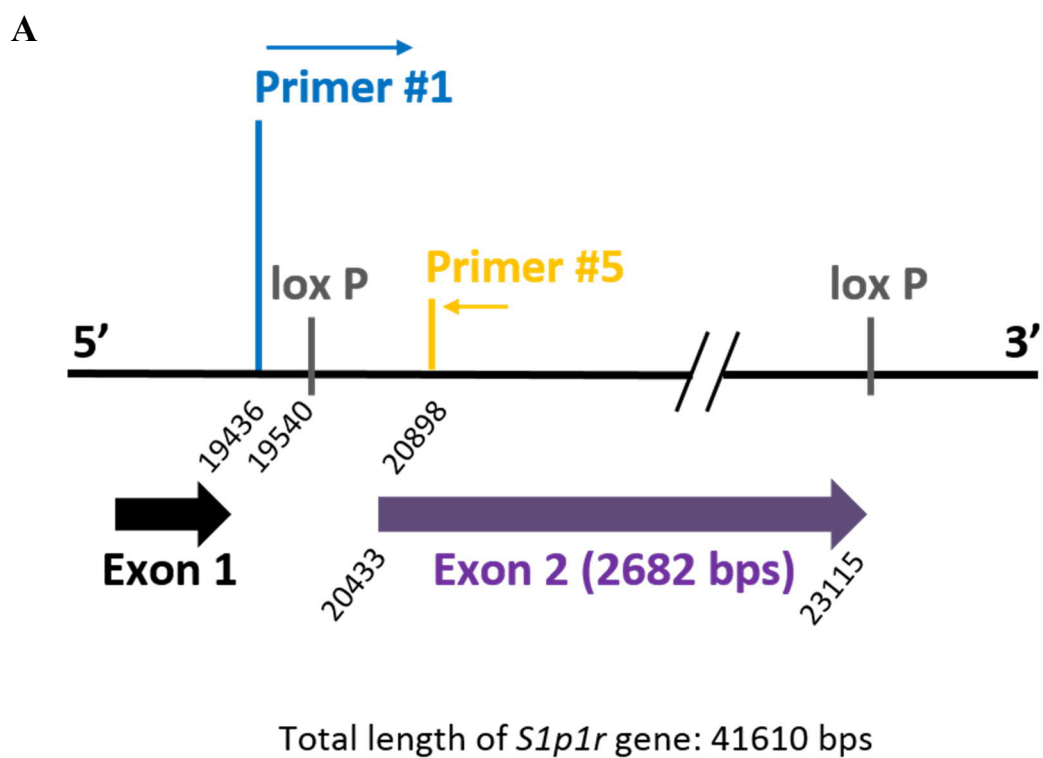 A
Primer #1
Primer #5
lox P
lox P
5’
3’
19436
19540
20898
Exon 1
20433
Exon 2 (2682 bps)
23115
Total length of S1p1r gene: 41610 bps